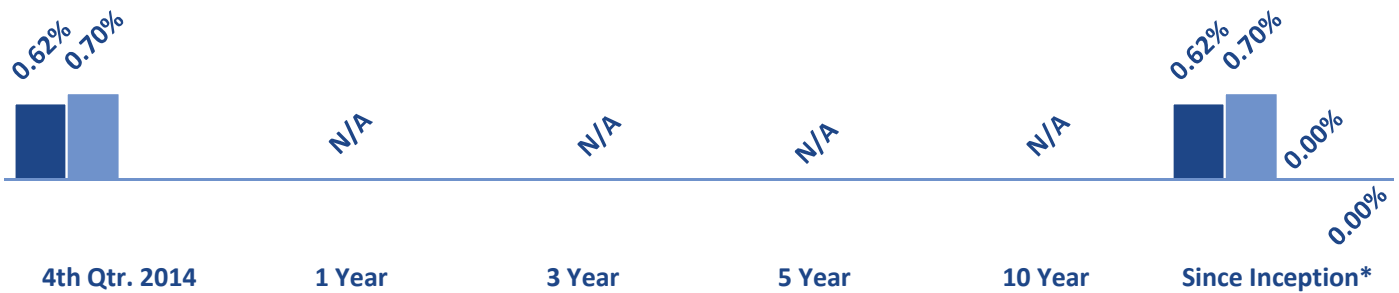 0.62%
0.70%
N/A
N/A
N/A
N/A
0.62%
0.70%
0.00%
0.00%
4th Qtr. 2014 1 Year 3 Year 5 Year 10 Year Since Inception*